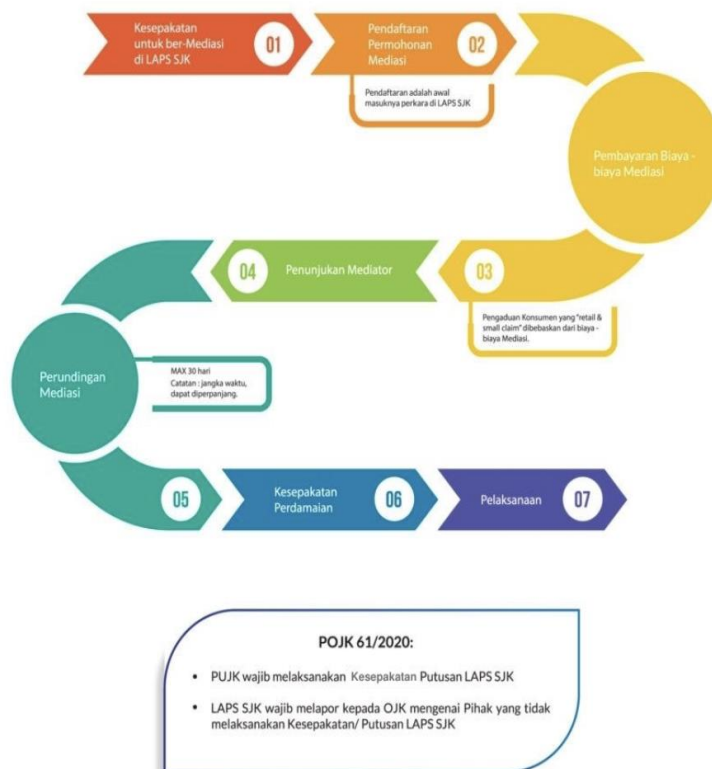 Kesepakatan
untuk ber-Mediasi
di LAPS SJK
01
Pendaftaran
Permohonan
Mediasi
02
Pendaftaran adalah awal
masuknya perkara di LAPS SJK
Pembayaran Biaya -
biaya Mediasi
03
Pengaduan Konsumen yang "retail &
small claim" dibebaskan dari biaya -
biaya Mediasi.
Penunjukan Mediator
04
Perundingan
Mediasi
MAX 30 hari
Catatan : jangka waktu,
dapat diperpanjang.
05
Kesepakatan
Perdamaian
06
Pelaksanaan
07
POJK 61/2020:
• PUJK wajib melaksanakan Kesepakatan Putusan LAPS SJK
• LAPS SJK wajib melapor kepada OJK mengenai Pihak yang tidak
melaksanakan Kesepakatan/ Putusan LAPS SJK